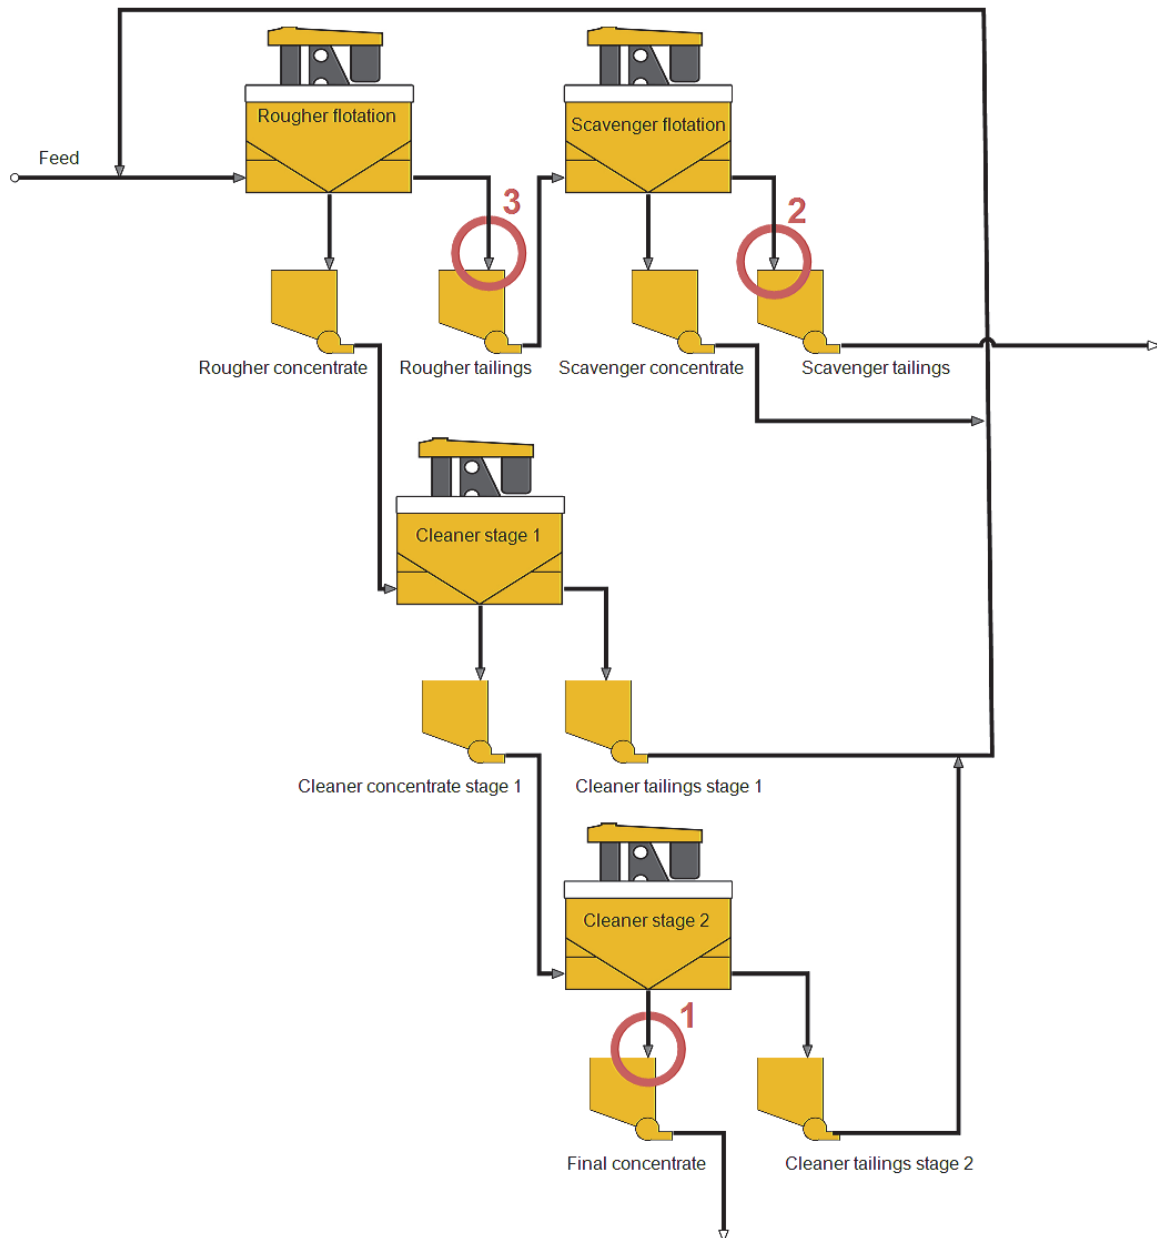 Rougher flotation
Scavenger flotation
Feed
3
2
Rougher concentrate
Rougher tailings
Scavenger concentrate
Scavenger tailings
Cleaner stage 1
Cleaner concentrate stage 1
Cleaner tailings stage 1
Cleaner stage 2
1
Final concentrate
Cleaner tailings stage 2